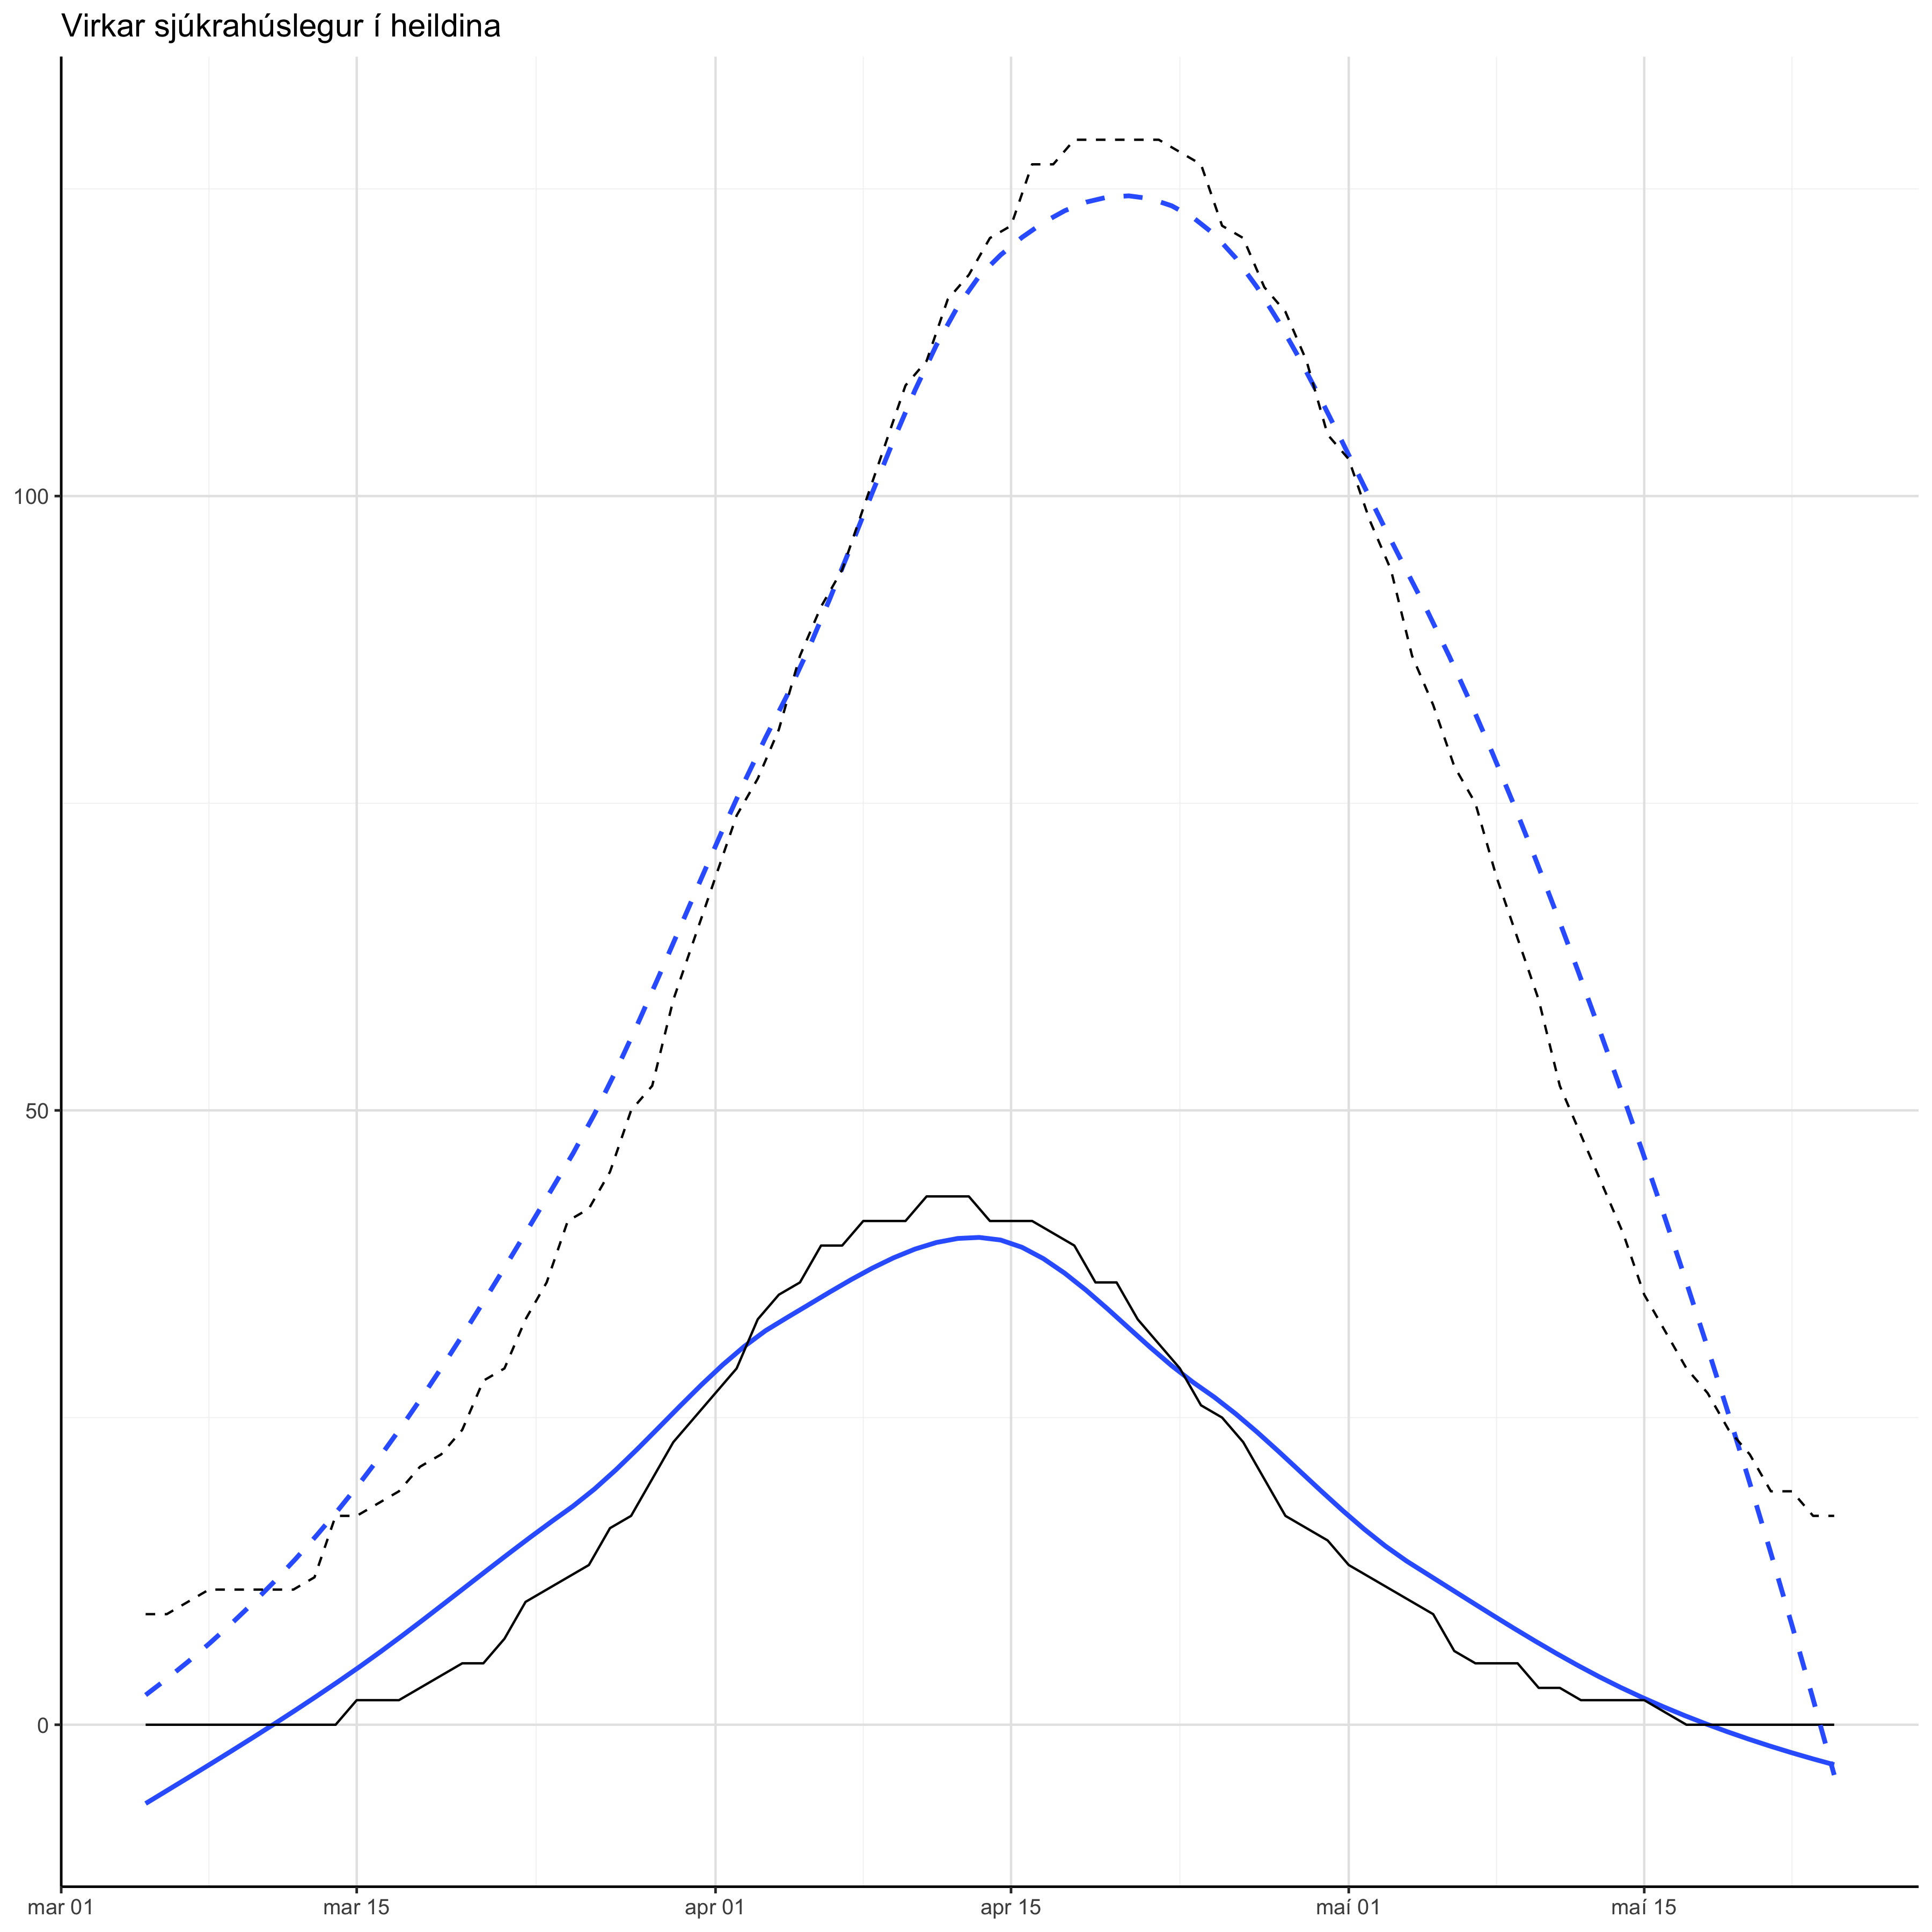 Virkar sjúkrahúslegur í heildina
100
50
0
mar 01
mar 15
apr 01
apr 15
maí 01
maí 15